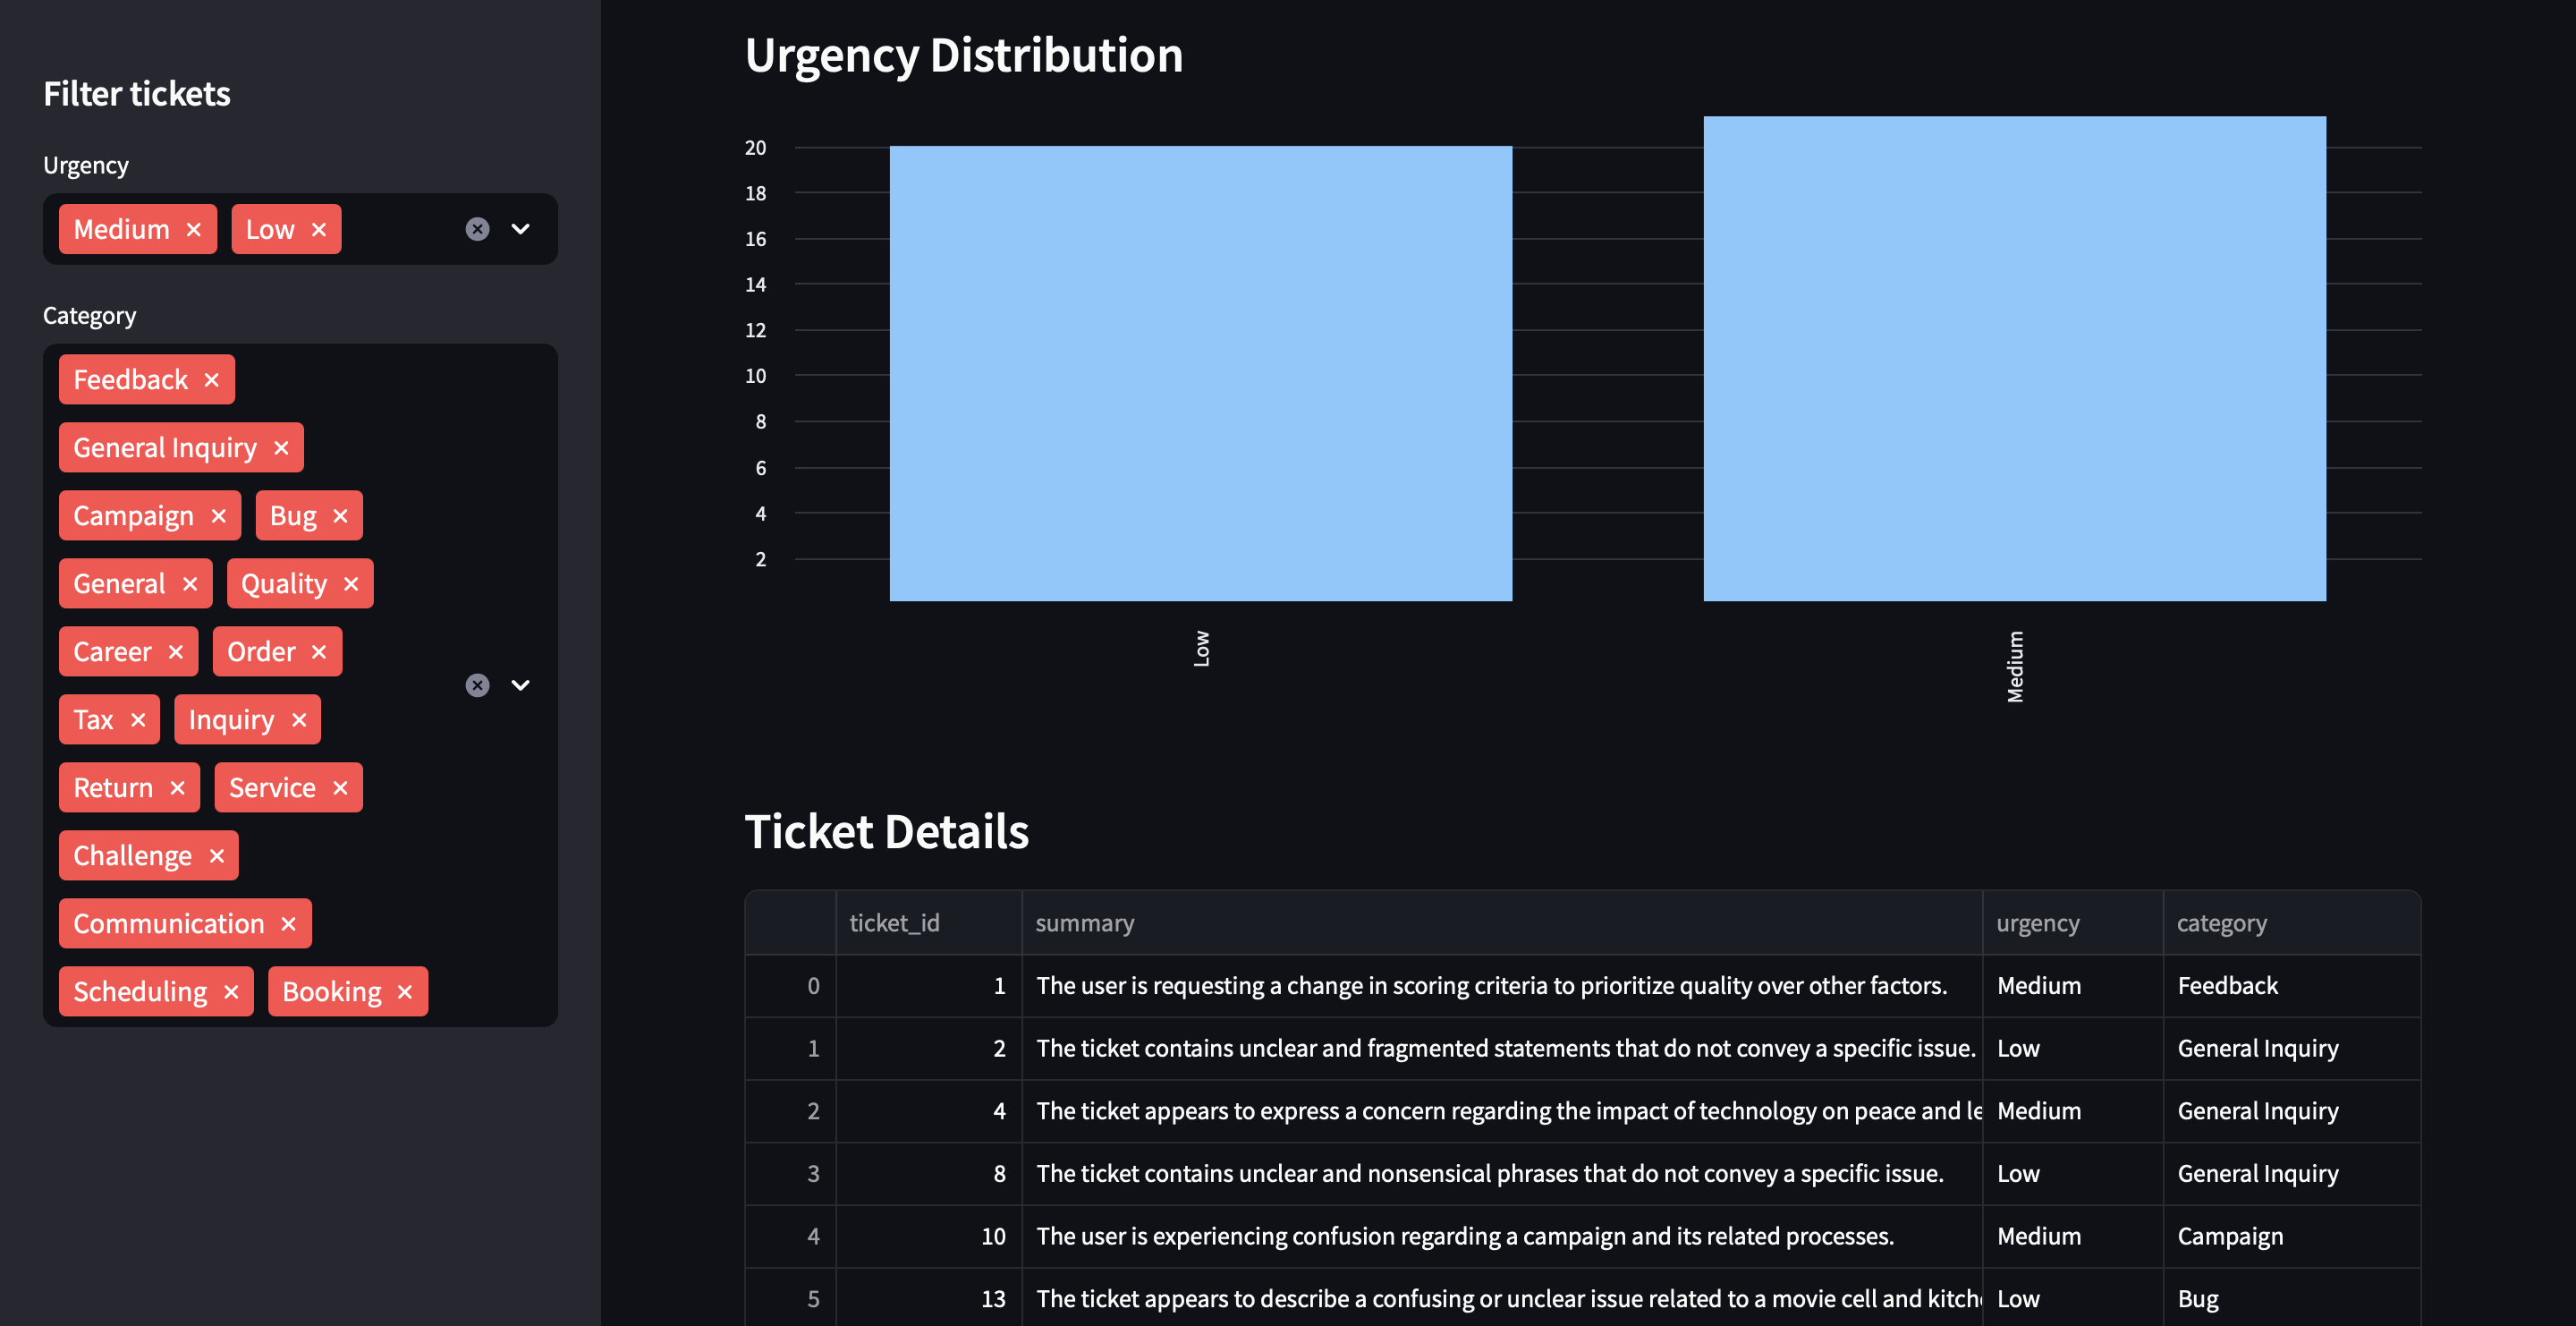 Filter tickets
Urgency
Medium Low
Category
Feedback
General Inquiry
Campaign Bug
General Quality
Career Order
Tax Inquiry
Return Service
Challenge
Communication
Scheduling Booking
Urgency Distribution
20
18
16
14
12
10
8
6
4
2
Low
Medium
Ticket Details
ticket_id summary urgency category
0 1 The user is requesting a change in scoring criteria to prioritize quality over other factors. Medium Feedback
1 2 The ticket contains unclear and fragmented statements that do not convey a specific issue. Low General Inquiry
2 4 The ticket appears to express a concern regarding the impact of technology on peace and le Medium General Inquiry
3 8 The ticket contains unclear and nonsensical phrases that do not convey a specific issue. Low General Inquiry
4 10 The user is experiencing confusion regarding a campaign and its related processes. Medium Campaign
5 13 The ticket appears to describe a confusing or unclear issue related to a movie cell and kitch Low Bug